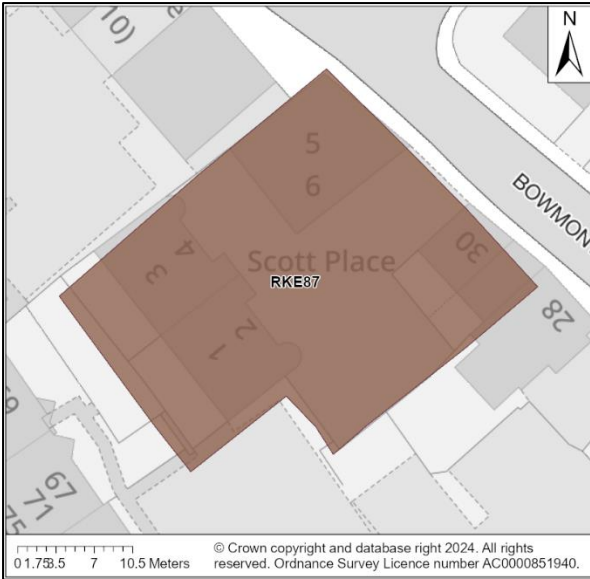 10)
N
5
6
BOWMON
Scott Place
30
4
3
RKE87
28
2
1
67
71
75
0 1.75 3.5 7 10.5 Meters
© Crown copyright and database right 2024. All rights
reserved. Ordnance Survey Licence number AC0000851940.